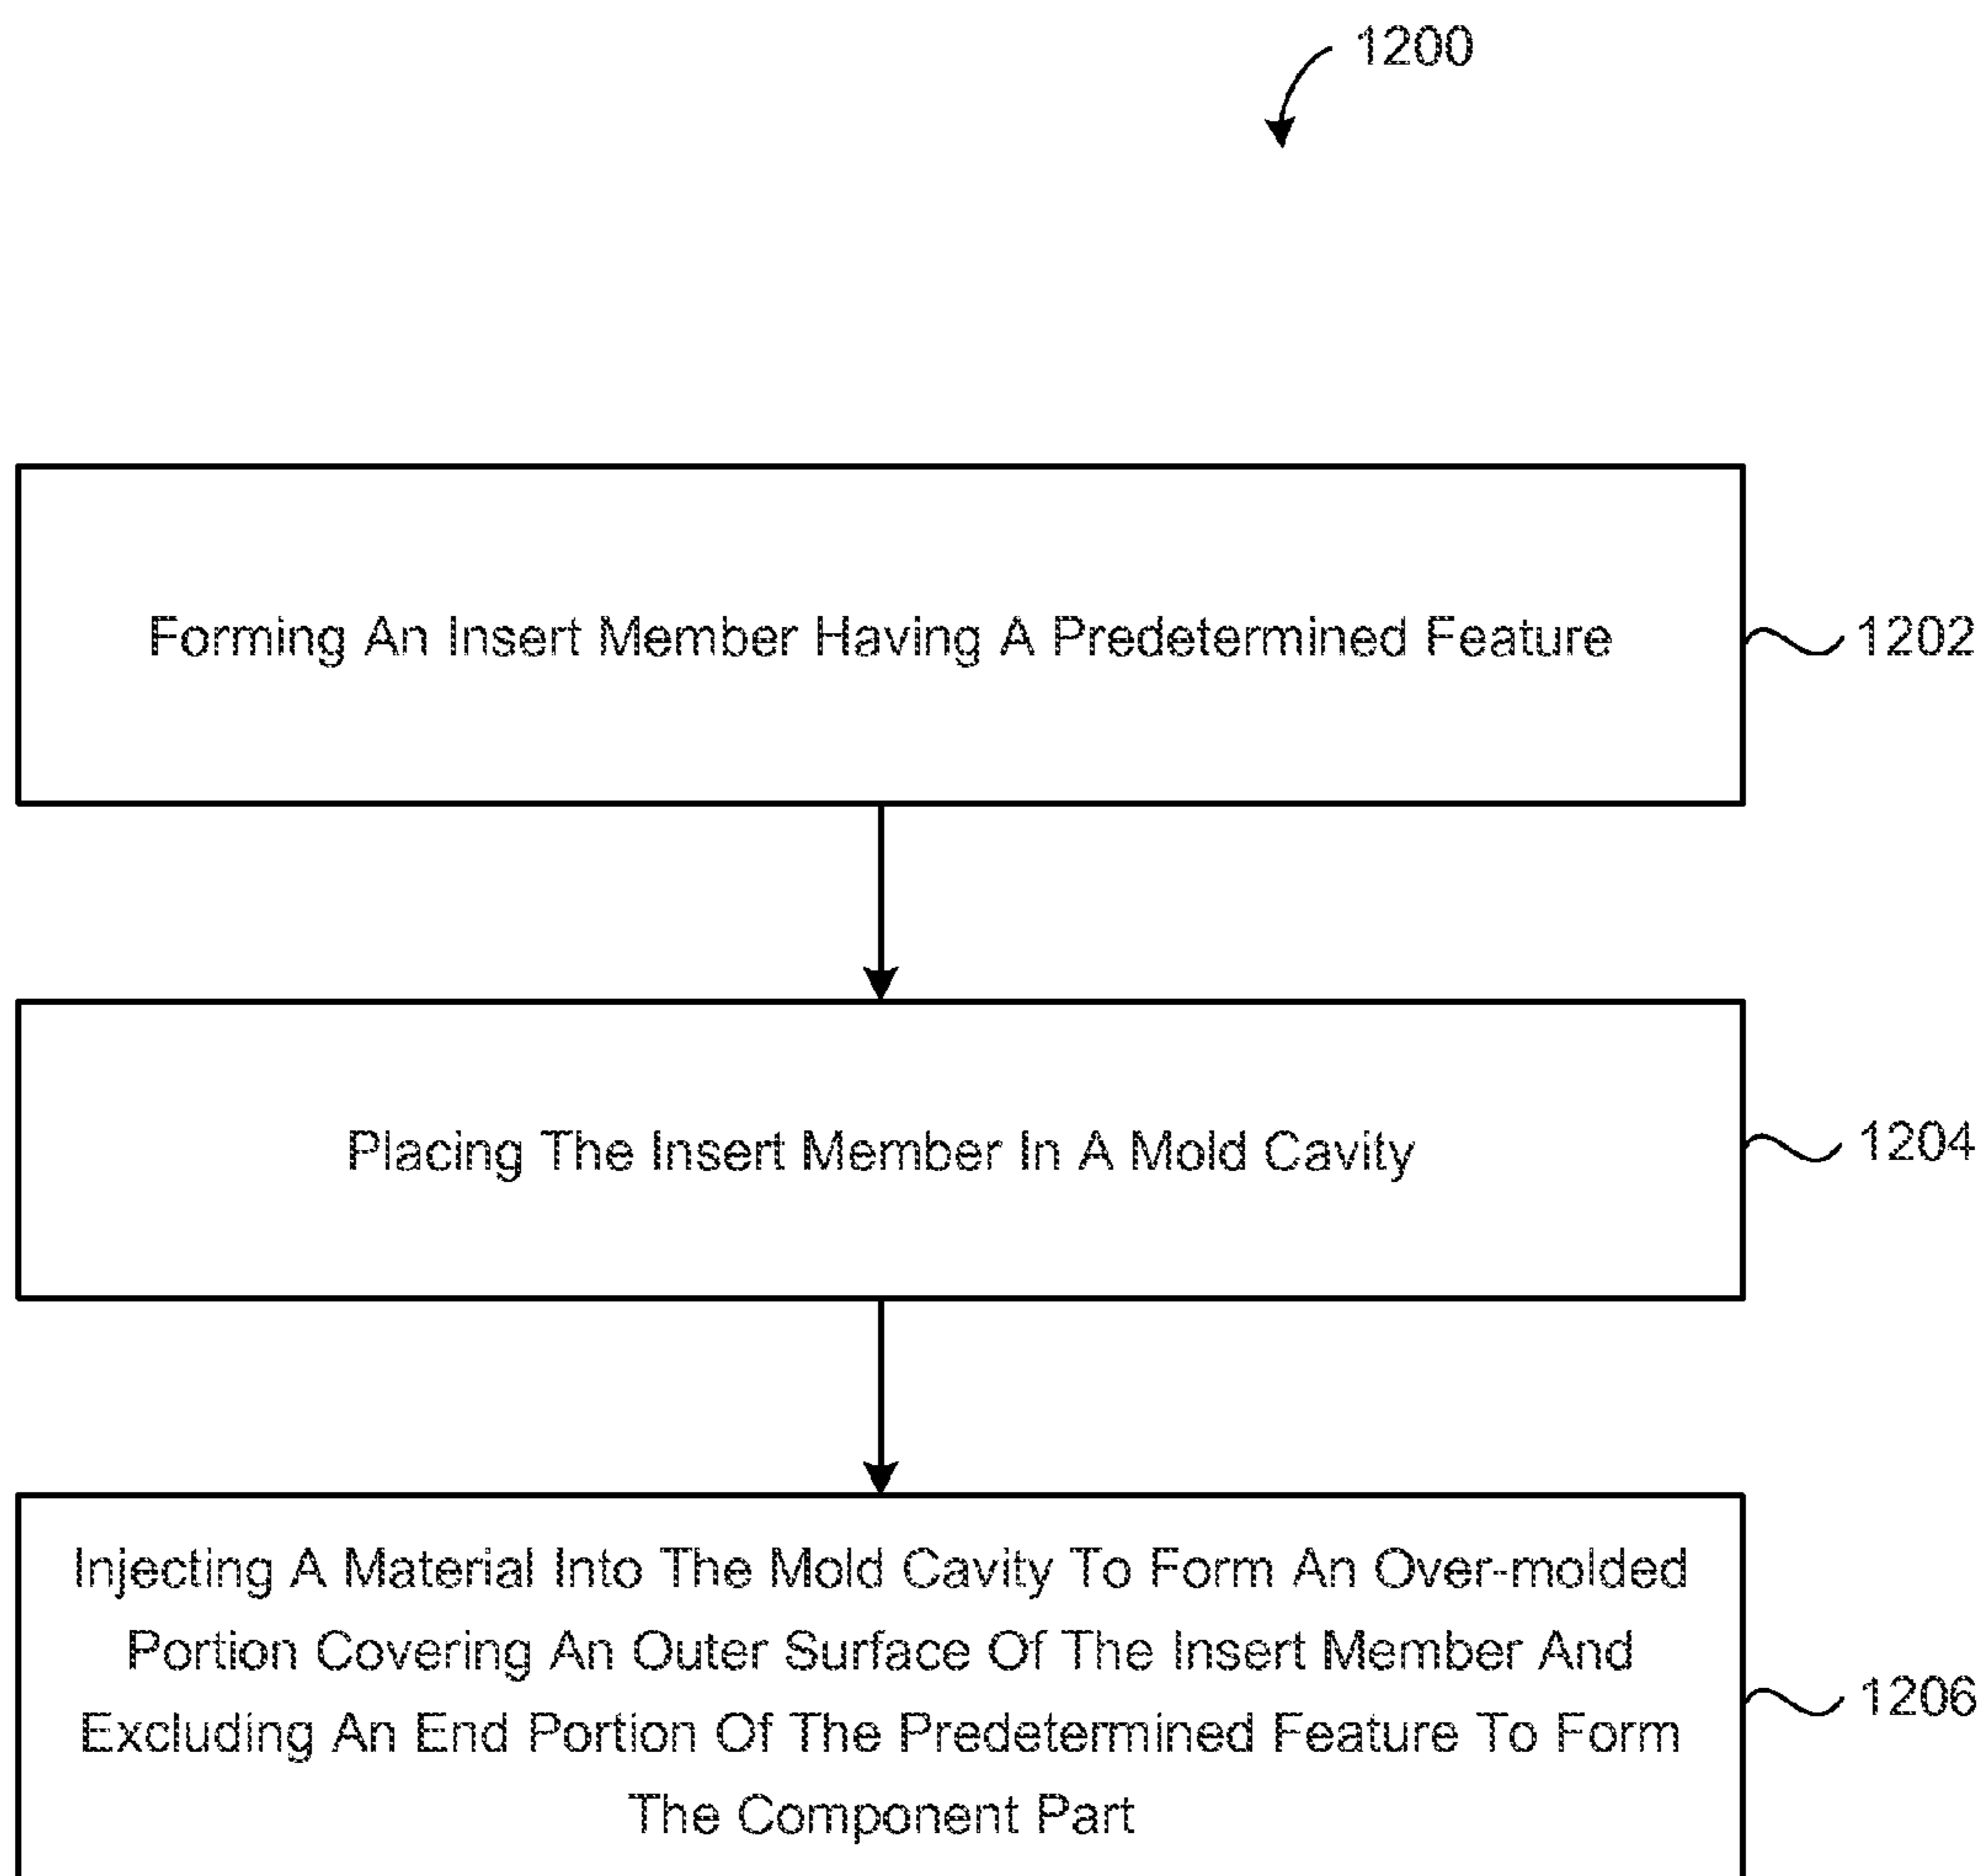 1200
Forming An Insert Member Having A Predetermined Feature
1202
Placing The Insert Member In A Mold Cavity
1204
Injecting A Material Into The Mold Cavity To Form An Over-molded
Portion Covering An Outer Surface Of The Insert Member And
Excluding An End Portion Of The Predetermined Feature To Form
The Component Part
1206